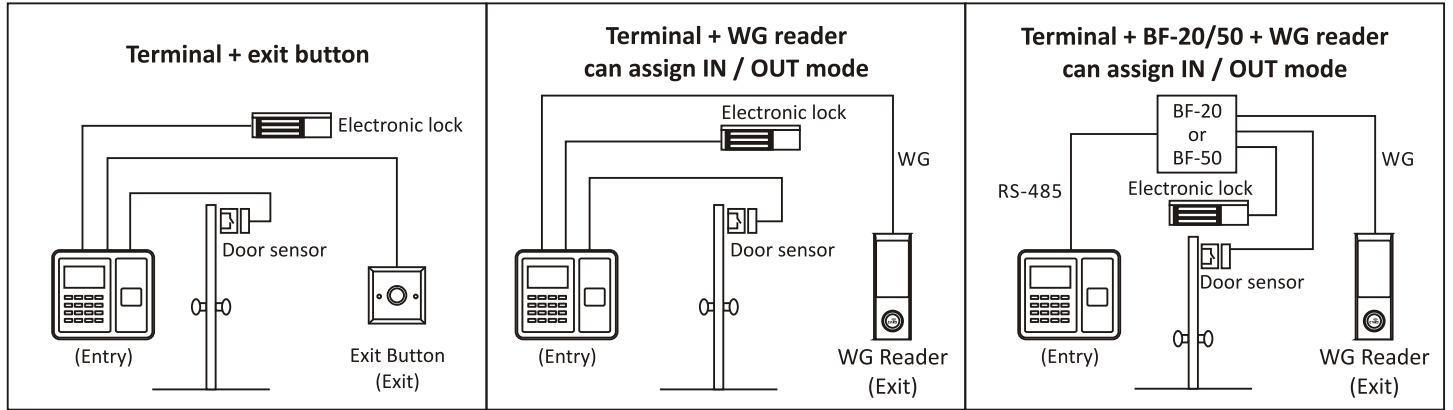 Terminal + exit button
Electronic lock
Door sensor
(Entry)
Exit Button
(Exit)
Terminal + WG reader
can assign IN / OUT mode
Electronic lock
WG
Door sensor
(Entry)
WG Reader
(Exit)
Terminal + BF-20/50 + WG reader
can assign IN / OUT mode
BF-20
or
BF-50
WG
RS-485
Electronic lock
Door sensor
(Entry)
WG Reader
(Exit)